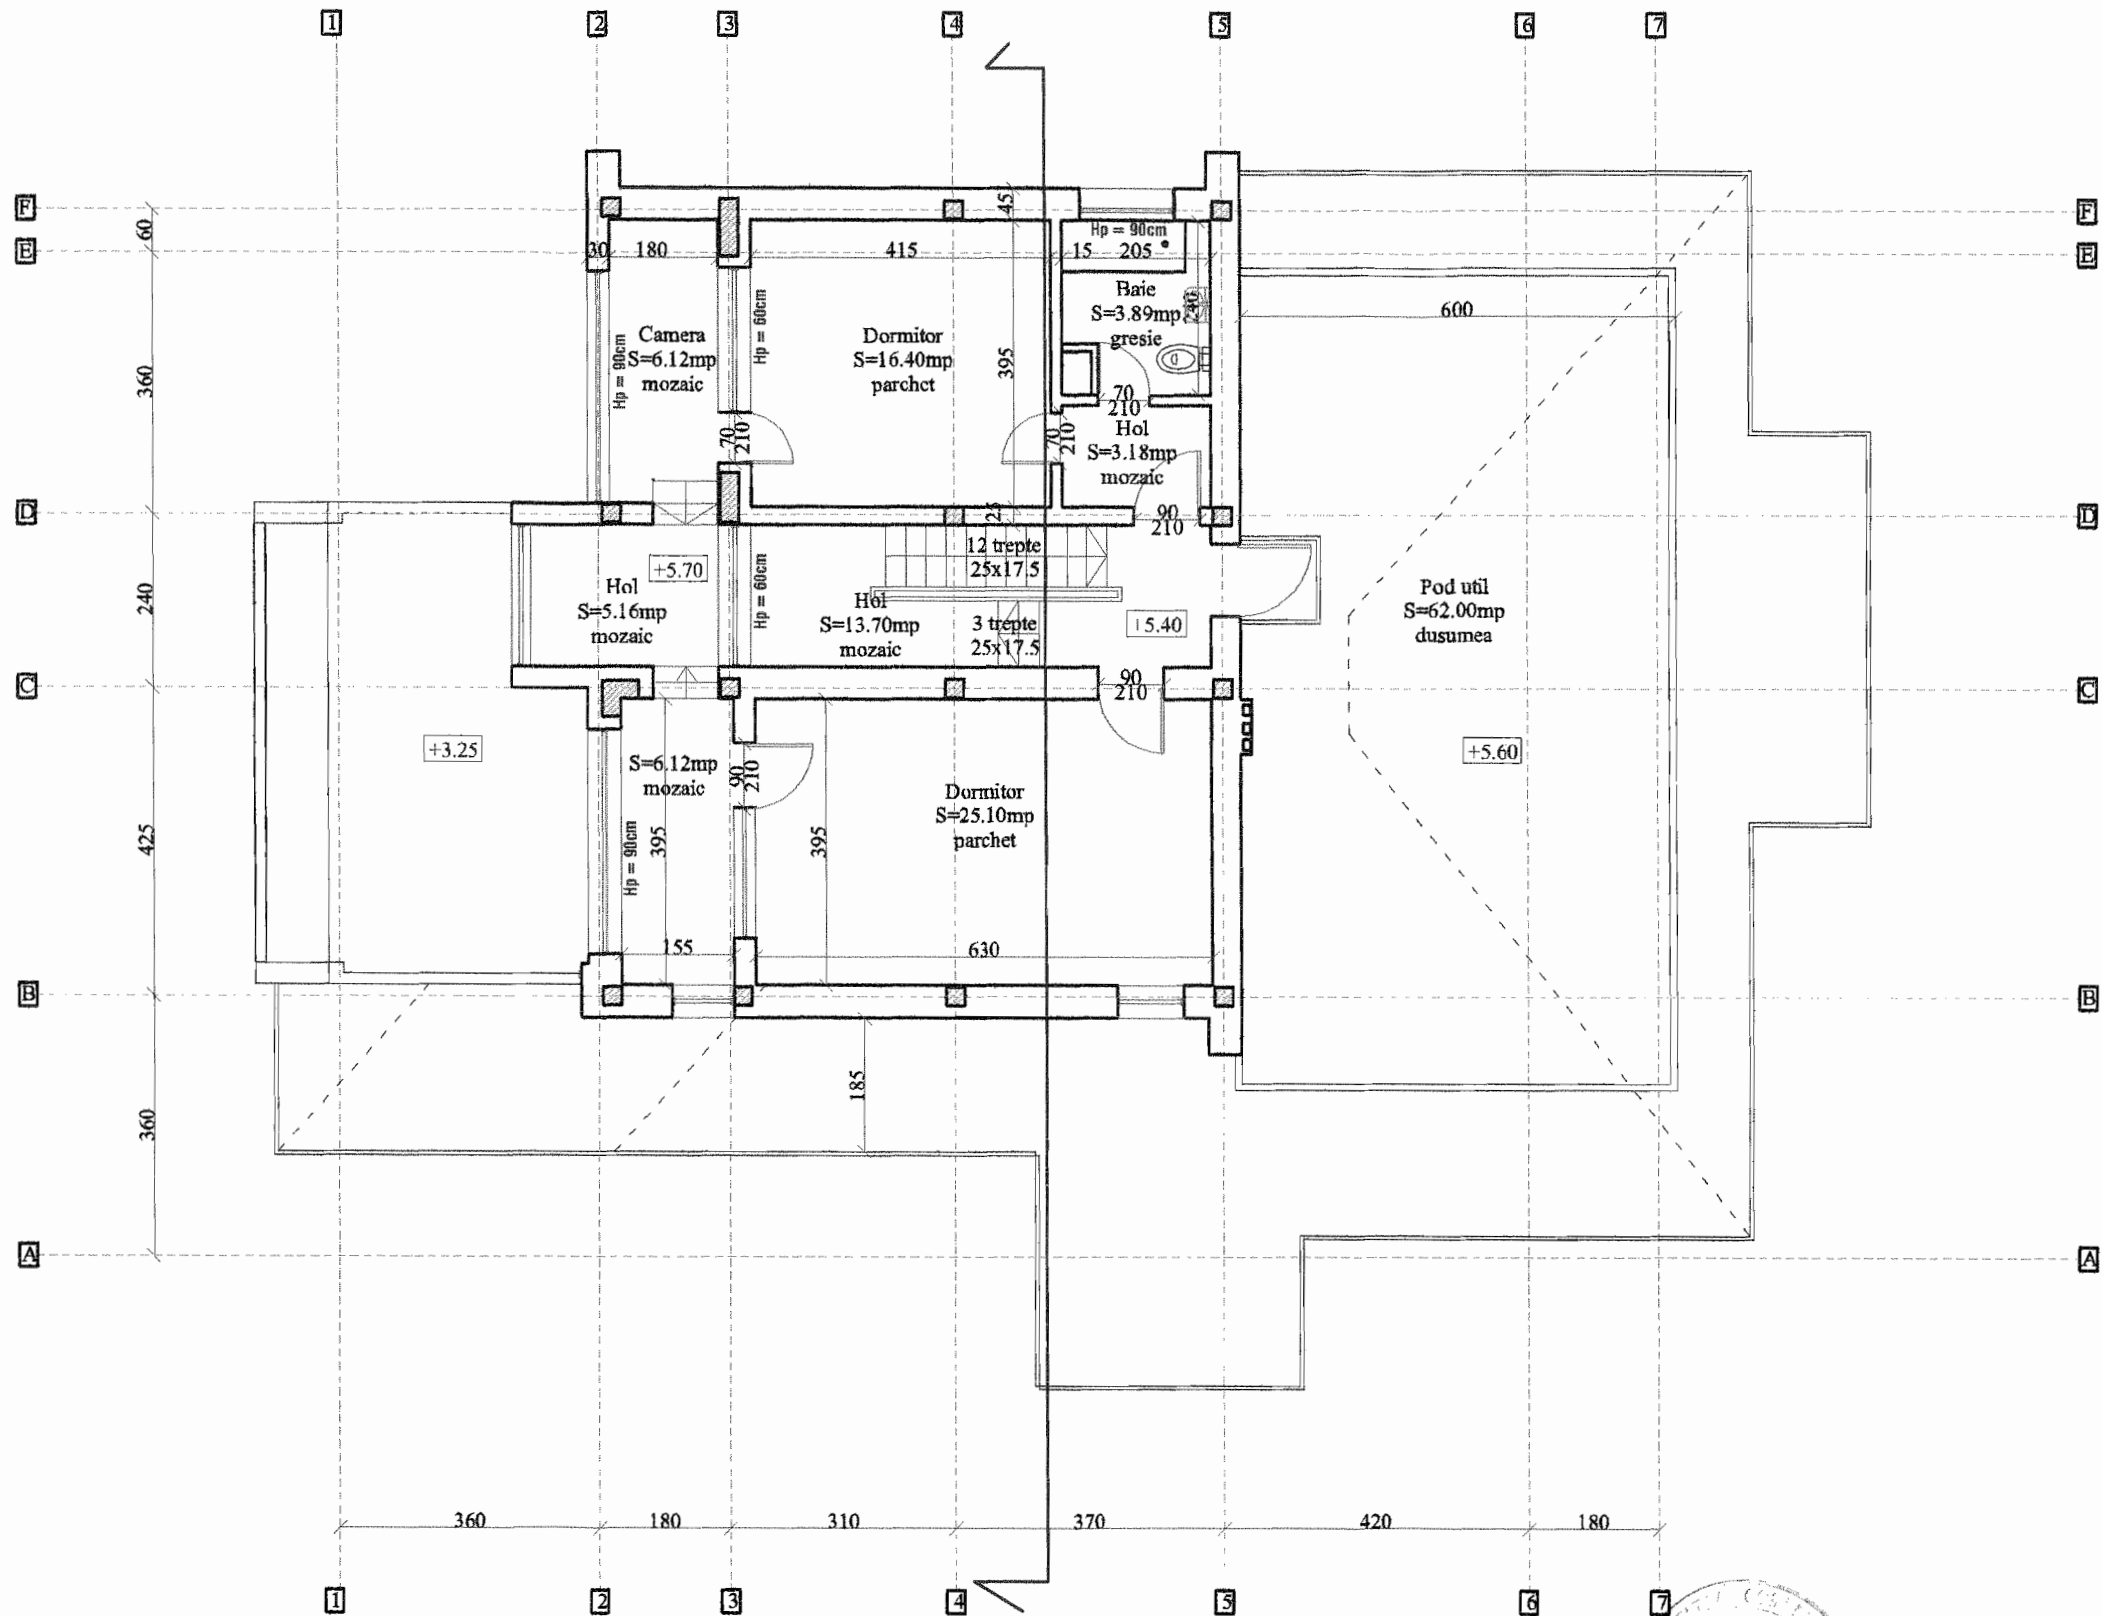 1 2 3 4 5 6 7
F F
60
45
E E
30 180 415 15 205
Hp = 90cm
Baie
S=3.89mp
gresie
240
600
Camera
S=6.12mp
mozaic
Hp = 90cm
Hp = 60cm
Dormitor
S=16.40mp
parchet
395
360
70
210
70
210
70
210
Hol
S=3.18mp
mozaic
D D
25
90
210
12 trepte
25x17.5
+5.70
Hol
S=5.16mp
mozaic
Hp = 60cm
Hol
S=13.70mp
mozaic
3 trepte
25x17.5
+5.40
Pod util
S=62.00mp
dusumea
240
C C
90
210
+3.25
+5.60
S=6.12mp
mozaic
90
210
Dormitor
S=25.10mp
parchet
Hp = 90cm
395
395
425
155
630
B B
185
360
A A
360 180 310 370 420 180
1 2 3 4 5 6 7